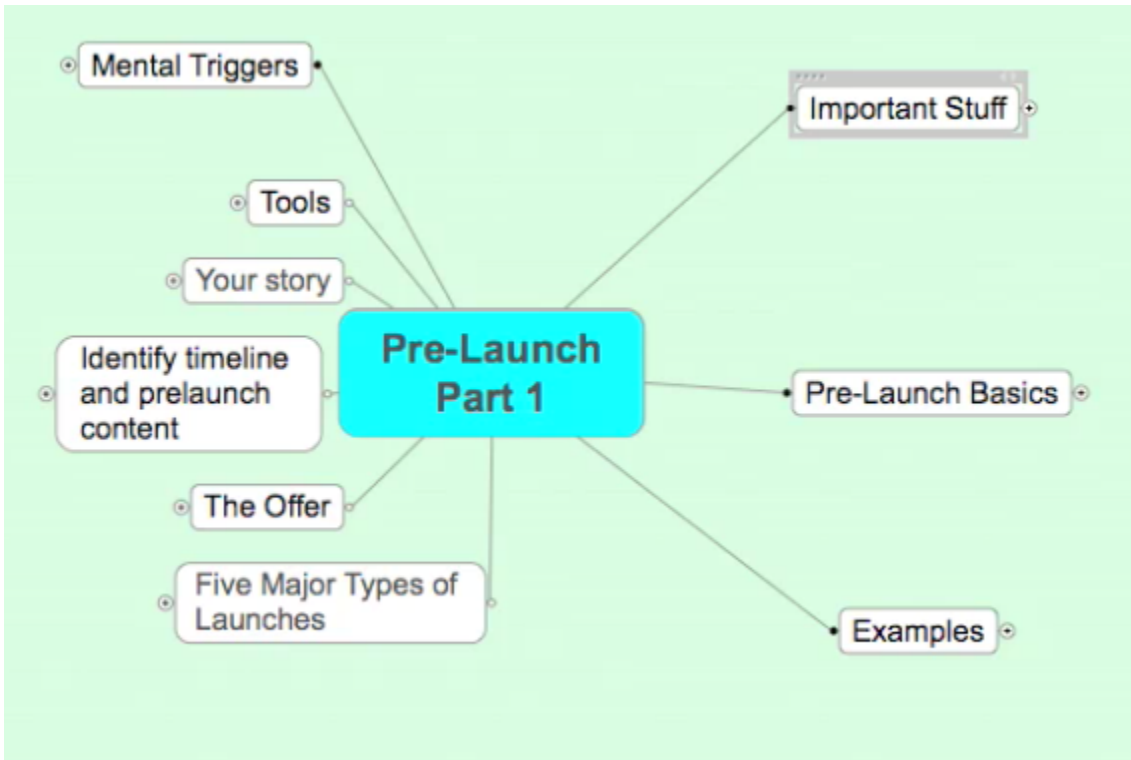 Mental Triggers
Important Stuff
Tools
Your story
Pre-Launch
Part 1
Identify timeline
and prelaunch
content
Pre-Launch Basics
The Offer
Five Major Types of
Launches
Examples